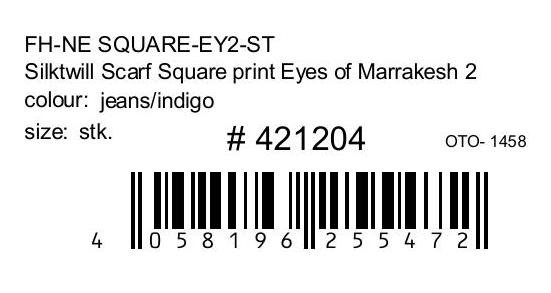 FH-NE SQUARE-EY2-ST
Silktwill Scarf Square print Eyes of Marrakesh 2
colour: jeans/indigo
size: stk.
# 421204
OTO- 1458
4 058196 255472